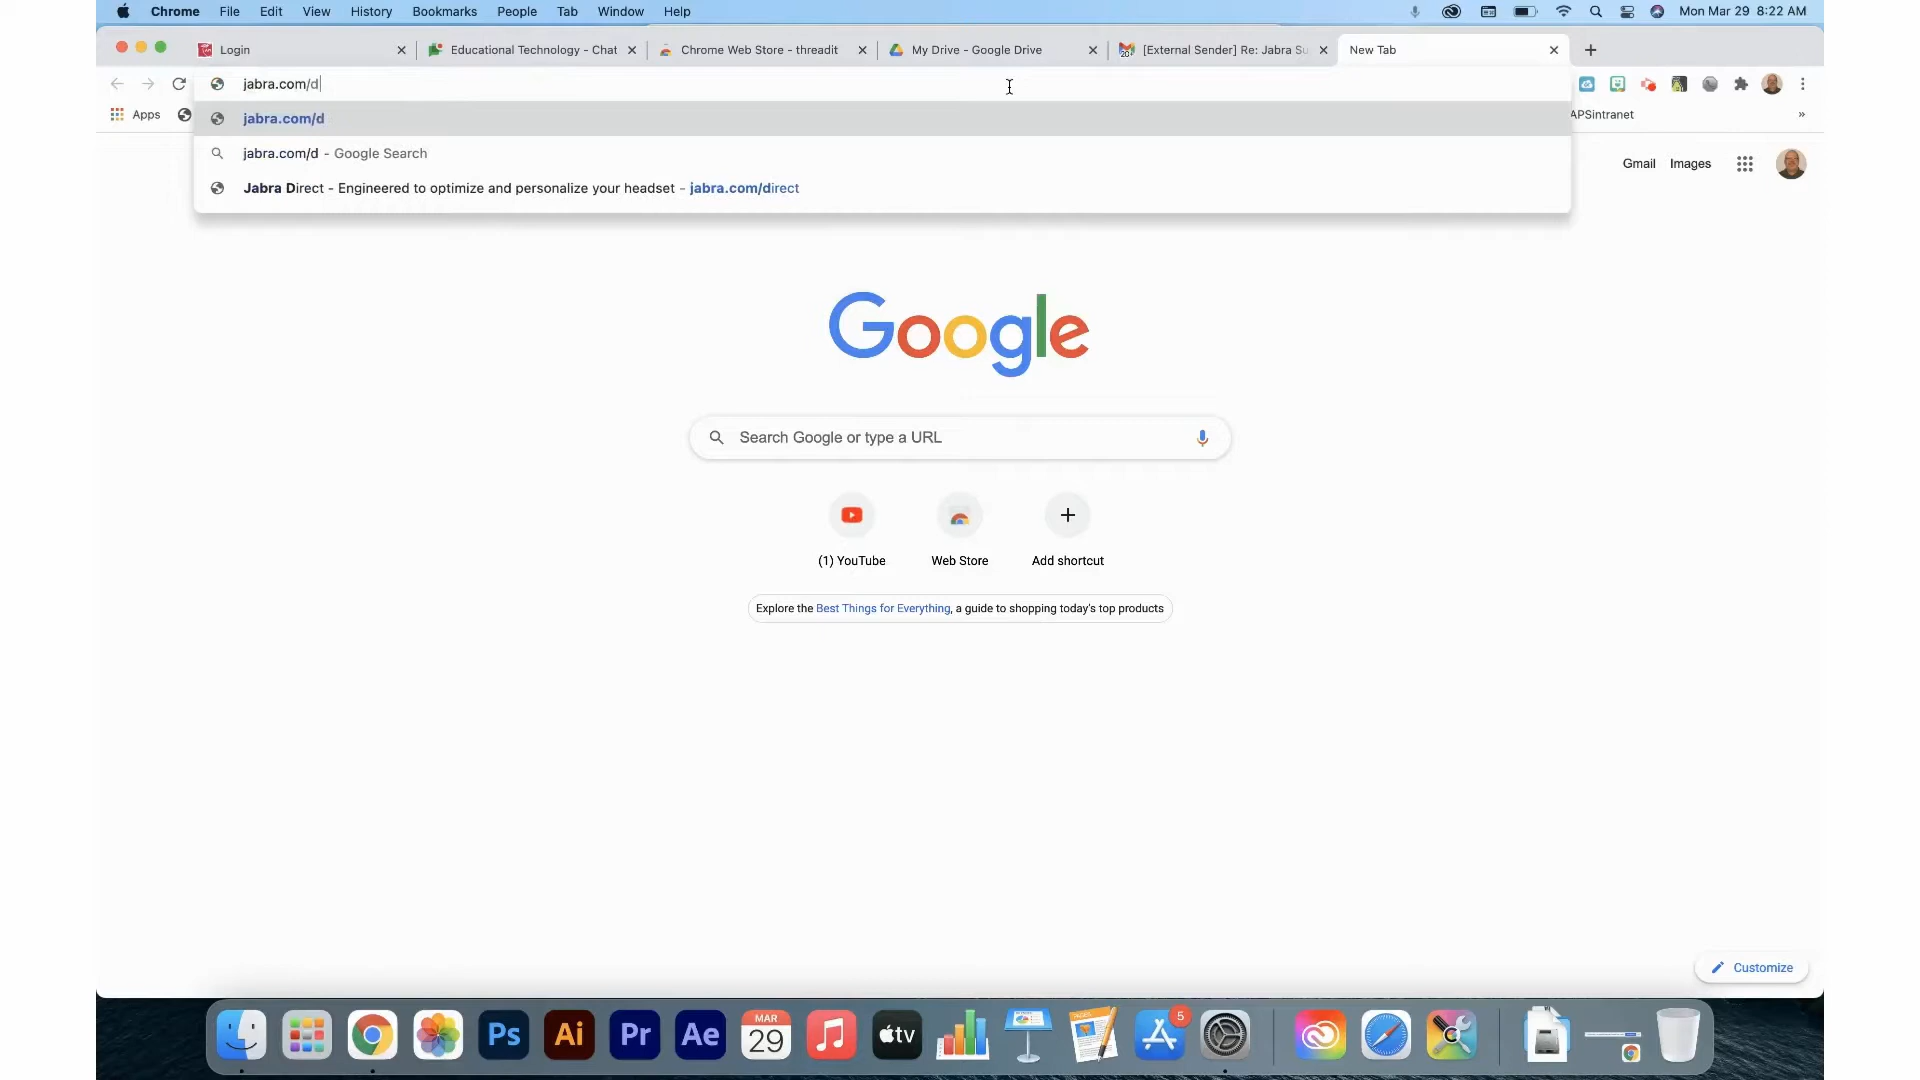 Chrome File Edit View History Bookmarks People Tab Window Help Mon Mar 29 8:22 AM
Login Educational Technology - Chat Chrome Web Store - threadit My Drive - Google Drive [External Sender] Re: Jabra Su New Tab
jabra.com/d
Apps APSintranet »
jabra.com/d
jabra.com/d - Google Search
Jabra Direct - Engineered to optimize and personalize your headset - jabra.com/direct
Gmail Images
Google
Search Google or type a URL
(1) YouTube Web Store Add shortcut
Explore the Best Things for Everything, a guide to shopping today's top products
Customize
Ps Ai Pr Ae MAR 29 tv 5